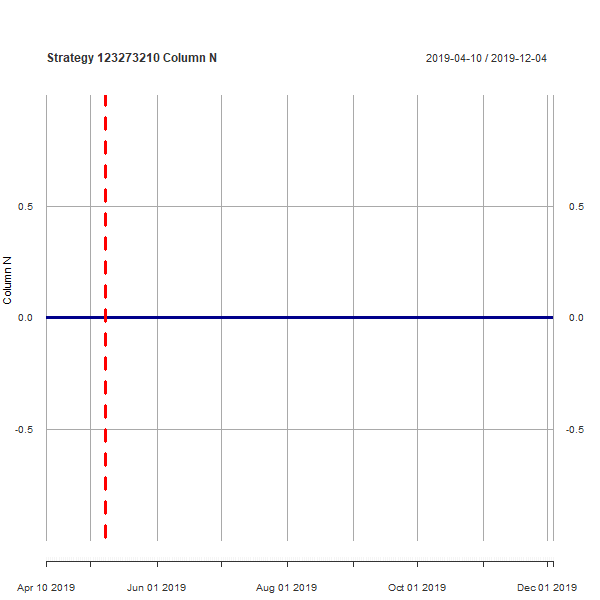 Strategy 123273210 Column N
2019-04-10 / 2019-12-04
0.5
0.5
Column N
0.0
0.0
-0.5
-0.5
Apr 10 2019
Jun 01 2019
Aug 01 2019
Oct 01 2019
Dec 01 2019